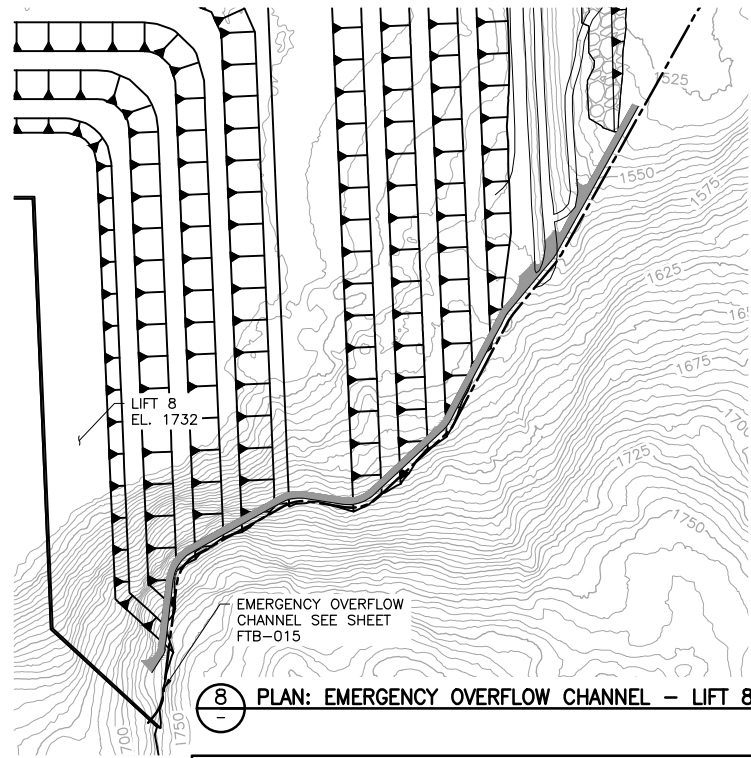 1525
1550
1575
1625
1675
1725
1750
LIFT 8
EL. 1732
EMERGENCY OVERFLOW
CHANNEL SEE SHEET
FTB-015
8
-
PLAN: EMERGENCY OVERFLOW CHANNEL - LIFT 8
1750